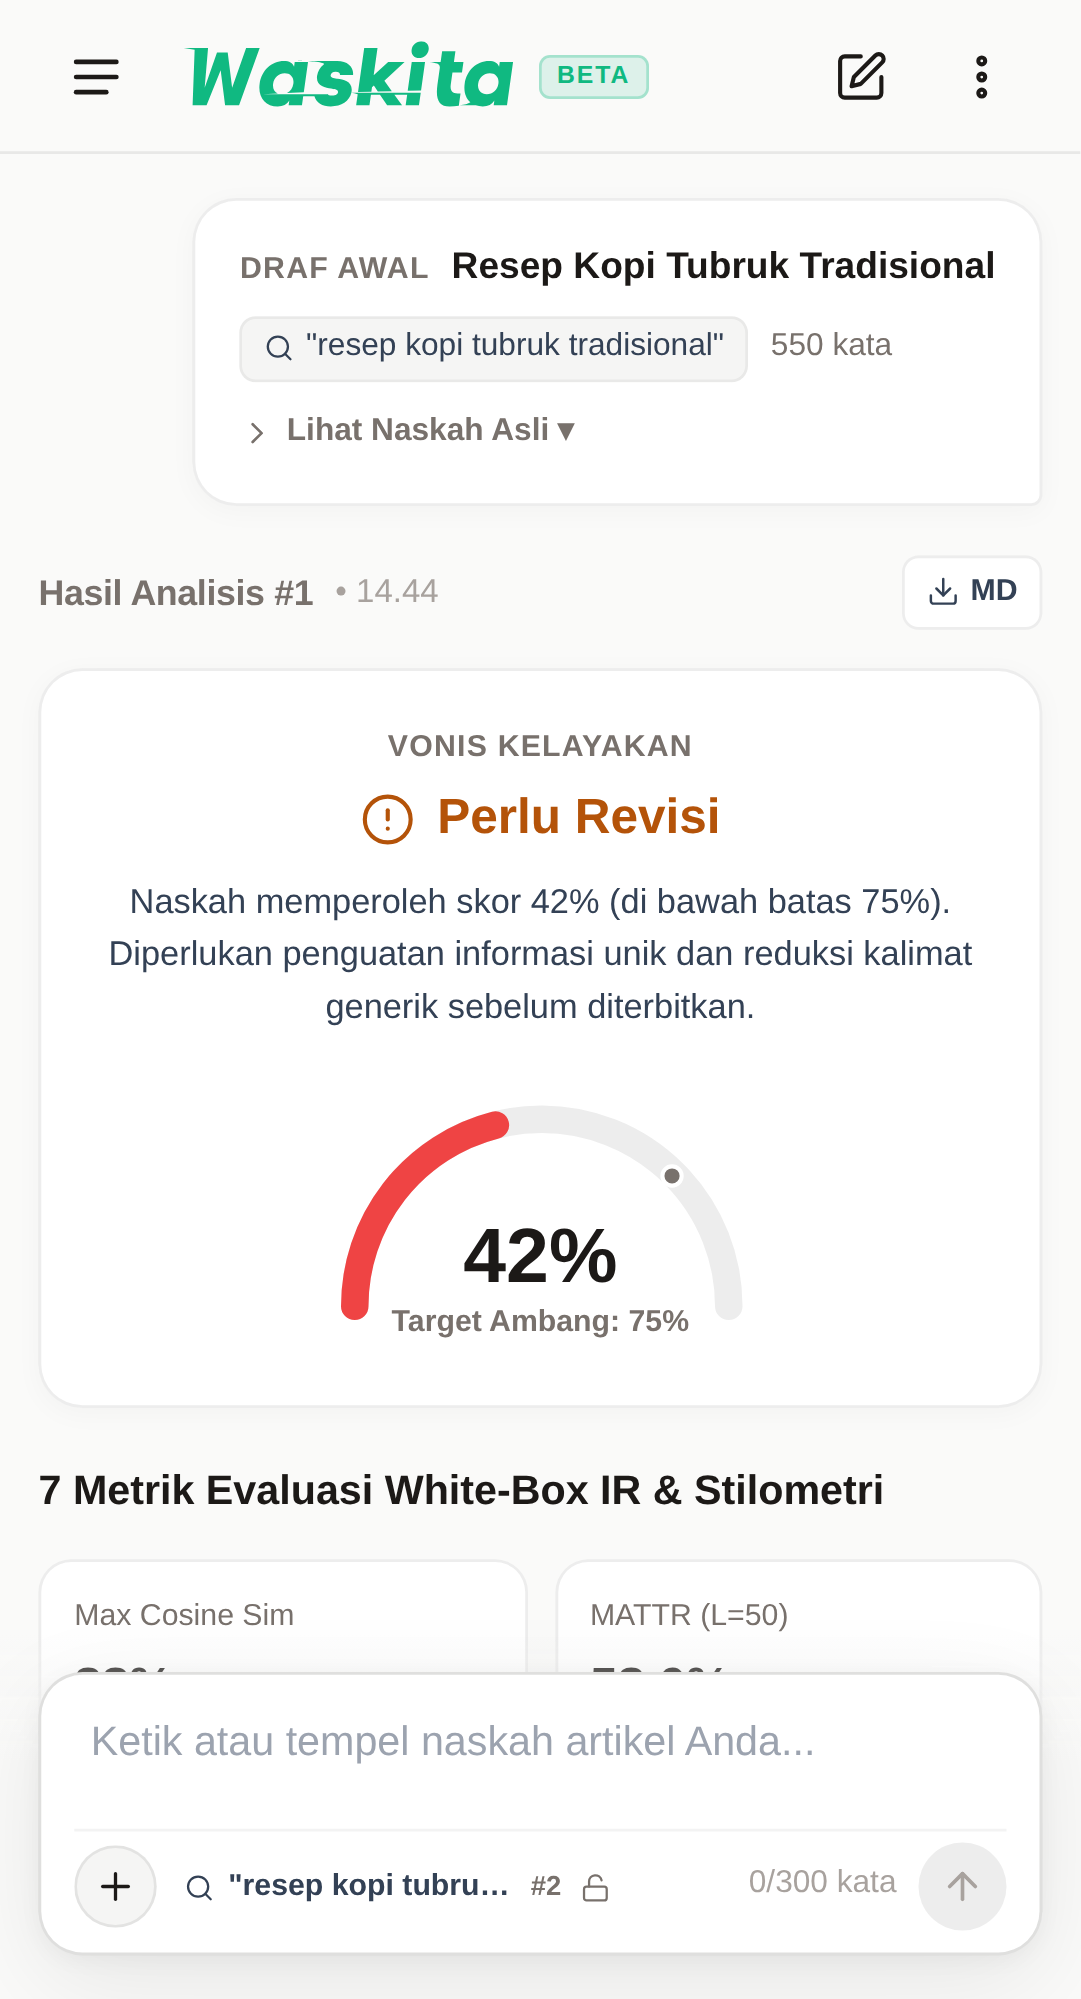 Waskita BETA
DRAF AWAL Resep Kopi Tubruk Tradisional
"resep kopi tubruk tradisional" 550 kata
Lihat Naskah Asli ▾
Hasil Analisis #1 • 14.44 MD
VONIS KELAYAKAN
Perlu Revisi
Naskah memperoleh skor 42% (di bawah batas 75%).
Diperlukan penguatan informasi unik dan reduksi kalimat
generik sebelum diterbitkan.
42%
Target Ambang: 75%
7 Metrik Evaluasi White-Box IR & Stilometri
Max Cosine Sim
MATTR (L=50)
Ketik atau tempel naskah artikel Anda...
"resep kopi tubru... #2 0/300 kata